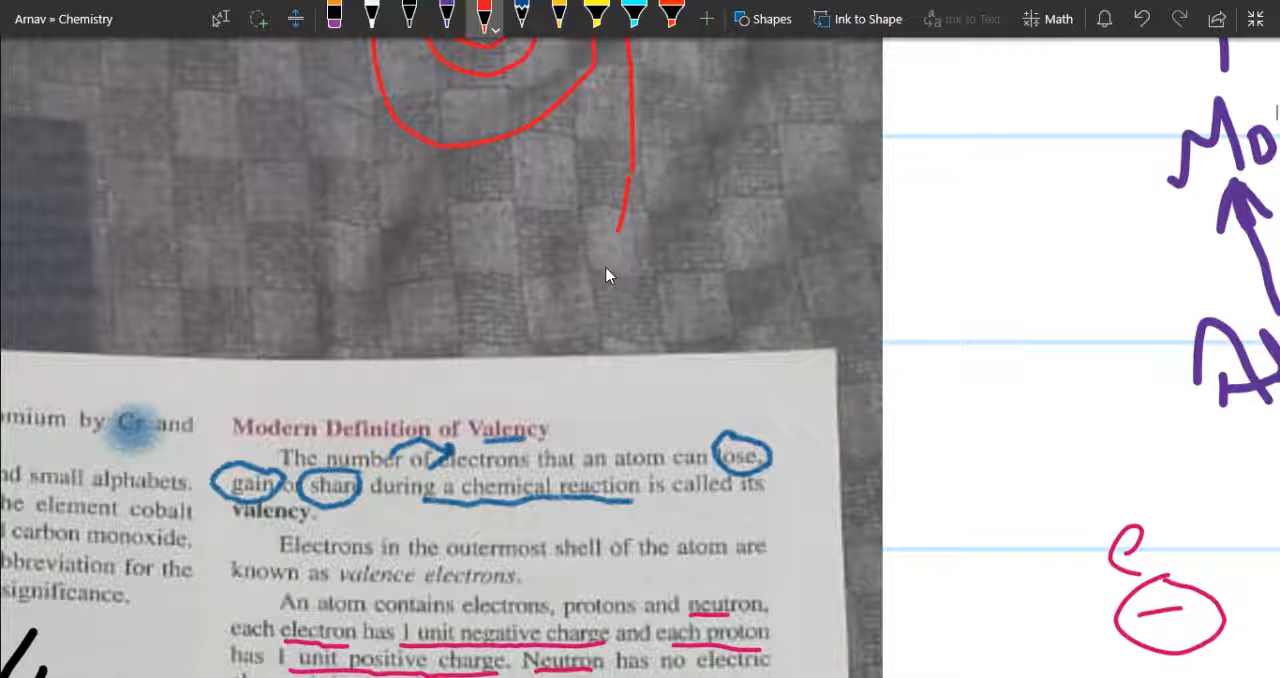 Arnav » Chemistry
Shapes
Ink to Shape
Ink to Text
Math
Mo
mium by Cr and
nd small alphabets.
he element cobalt
carbon monoxide,
bbreviation for the
significance.
Modern Definition of Valency
The number of electrons that an atom can lose,
gain or share during a chemical reaction is called its
valency.
Electrons in the outermost shell of the atom are
known as valence electrons.
An atom contains electrons, protons and neutron,
each electron has 1 unit negative charge and each proton
has 1 unit positive charge. Neutron has no electric
e
−